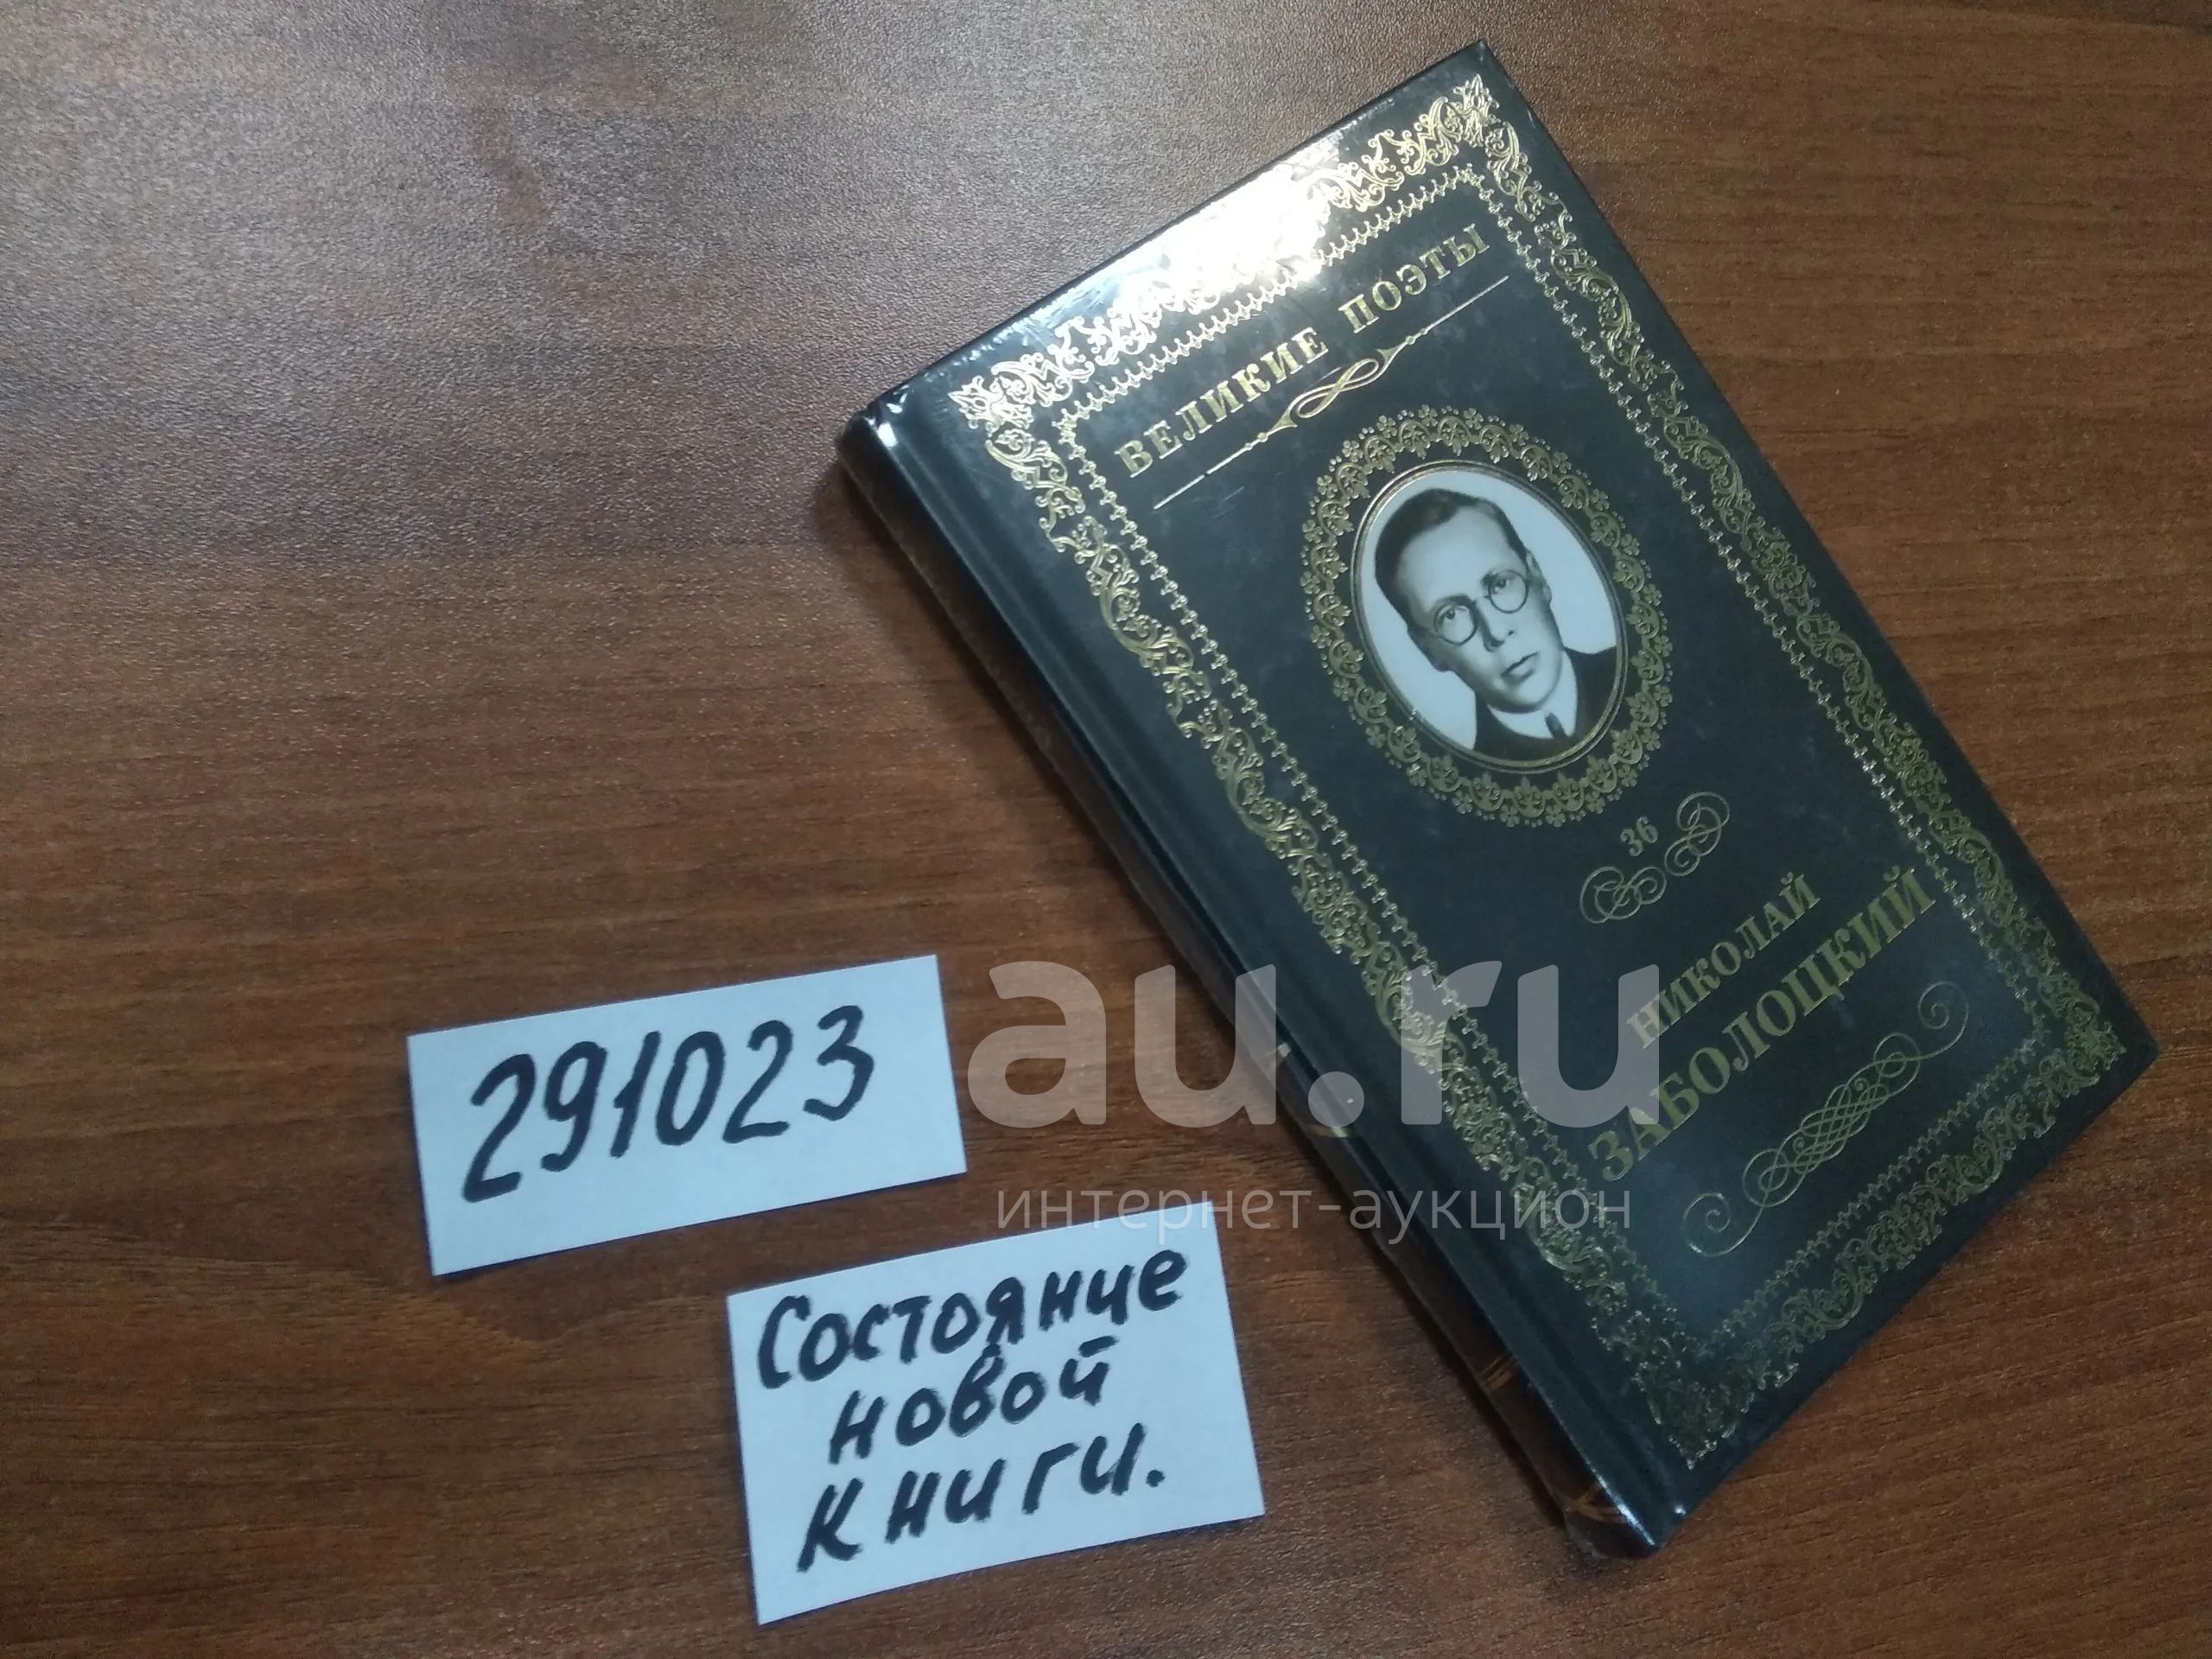 ВЕЛИКИЕ ПОЭТЫ
36
НИКОЛАЙ
ЗАБОЛОЦКИЙ
au.ru
интернет-аукцион
291023
Состояние
новой
книги.